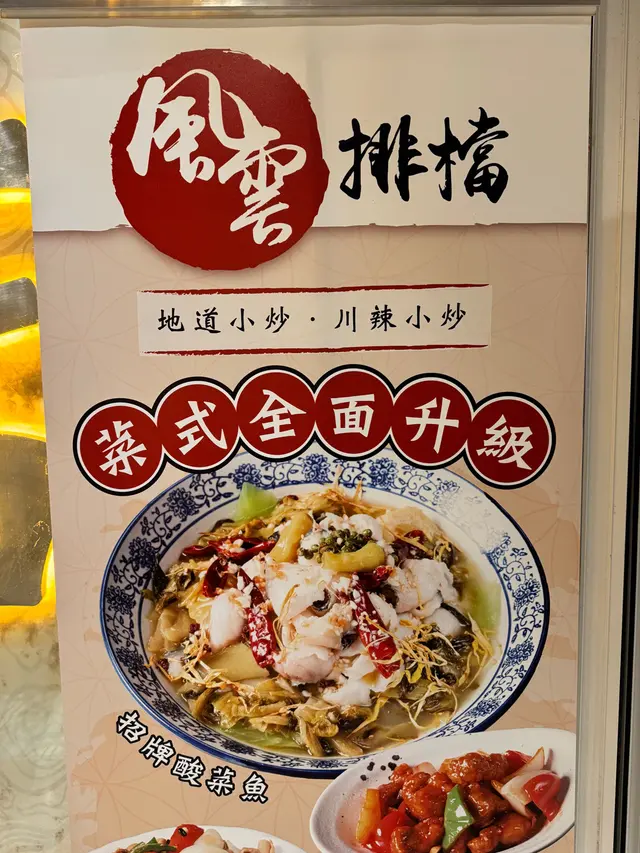 風雲排檔
地道小炒·川辣小炒
菜式全面升級
招牌酸菜魚